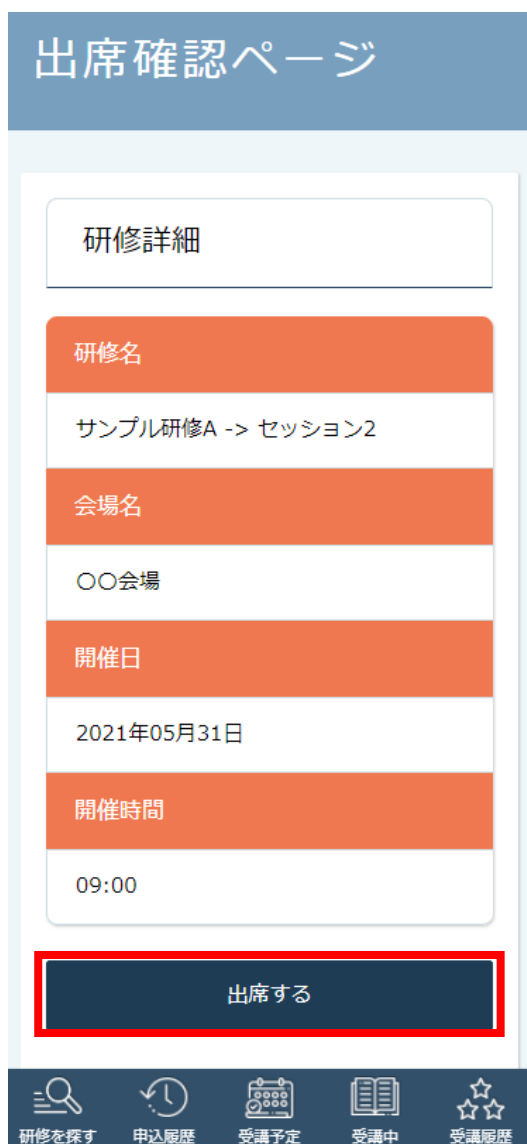 出席確認ページ
研修詳細
研修名
サンプル研修A -> セッション2
会場名
〇〇会場
開催日
2021年05月31日
開催時間
09:00
出席する
研修を探す 申込履歴 受講予定 受講中 受講履歴